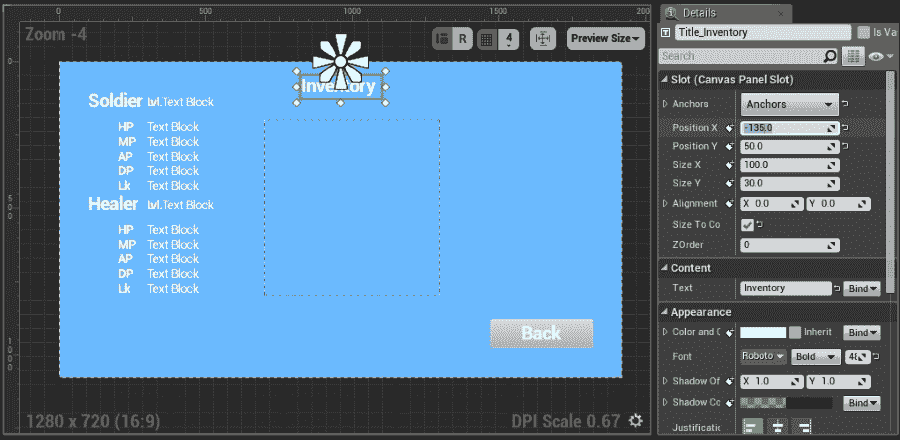 Zoom -4
0 500 1000 1500 200
R 4 Preview Size
0
Inventory
Soldier Lvl.Text Block
HP Text Block
MP Text Block
AP Text Block
DP Text Block
Lk Text Block
500
Healer Lvl.Text Block
HP Text Block
MP Text Block
AP Text Block
DP Text Block
Lk Text Block
Back
1000
1280 x 720 (16:9) DPI Scale 0.67
Details
Title_Inventory Is Va
Search
Slot (Canvas Panel Slot)
Anchors Anchors
Position X -135.0
Position Y 50.0
Size X 100.0
Size Y 30.0
Alignment X 0.0 Y 0.0
Size To Co
ZOrder 0
Content
Text Inventory Bind
Appearance
Color and C Inherit Bind
Font Roboto Bold 48
Shadow Of X 1.0 Y 1.0
Shadow Co Bind
Justificatio